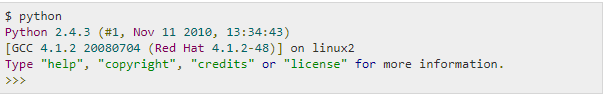 $ python
Python 2.4.3 (#1, Nov 11 2010, 13:34:43)
[GCC 4.1.2 20080704 (Red Hat 4.1.2-48)] on linux2
Type "help", "copyright", "credits" or "license" for more information.
>>>